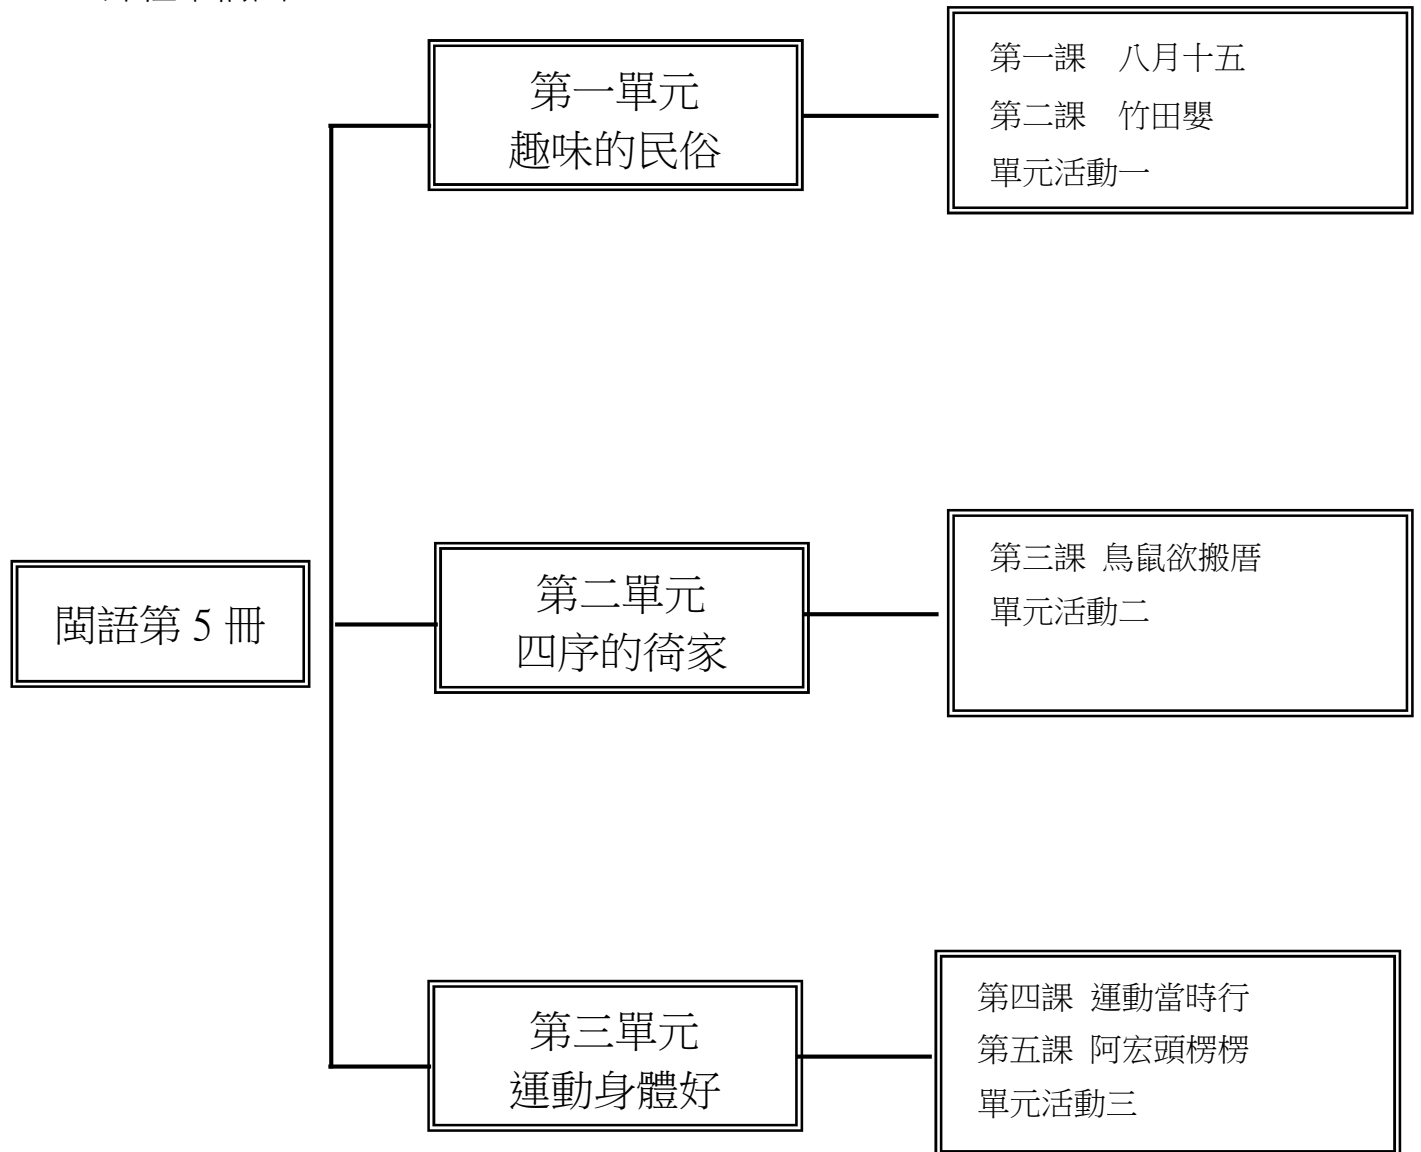 第一單元
趣味的民俗
第一課　八月十五
第二課　竹田嬰
單元活動一
閩語第 5 冊
第二單元
四序的徛家
第三課 鳥鼠欲搬厝
單元活動二
第三單元
運動身體好
第四課 運動當時行
第五課 阿宏頭楞楞
單元活動三